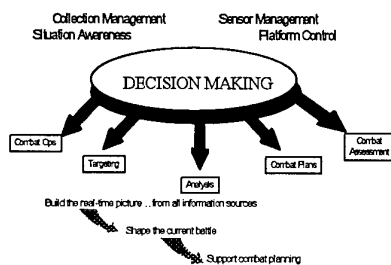 Collection Management
Sensor Management
Situation Awareness
Platform Control
DECISION MAKING
Combat Ops
Targeting
Analysis
Combat Plans
Combat
Assessment
Build the real-time picture ... from all information sources
Shape the current battle
Support combat planning